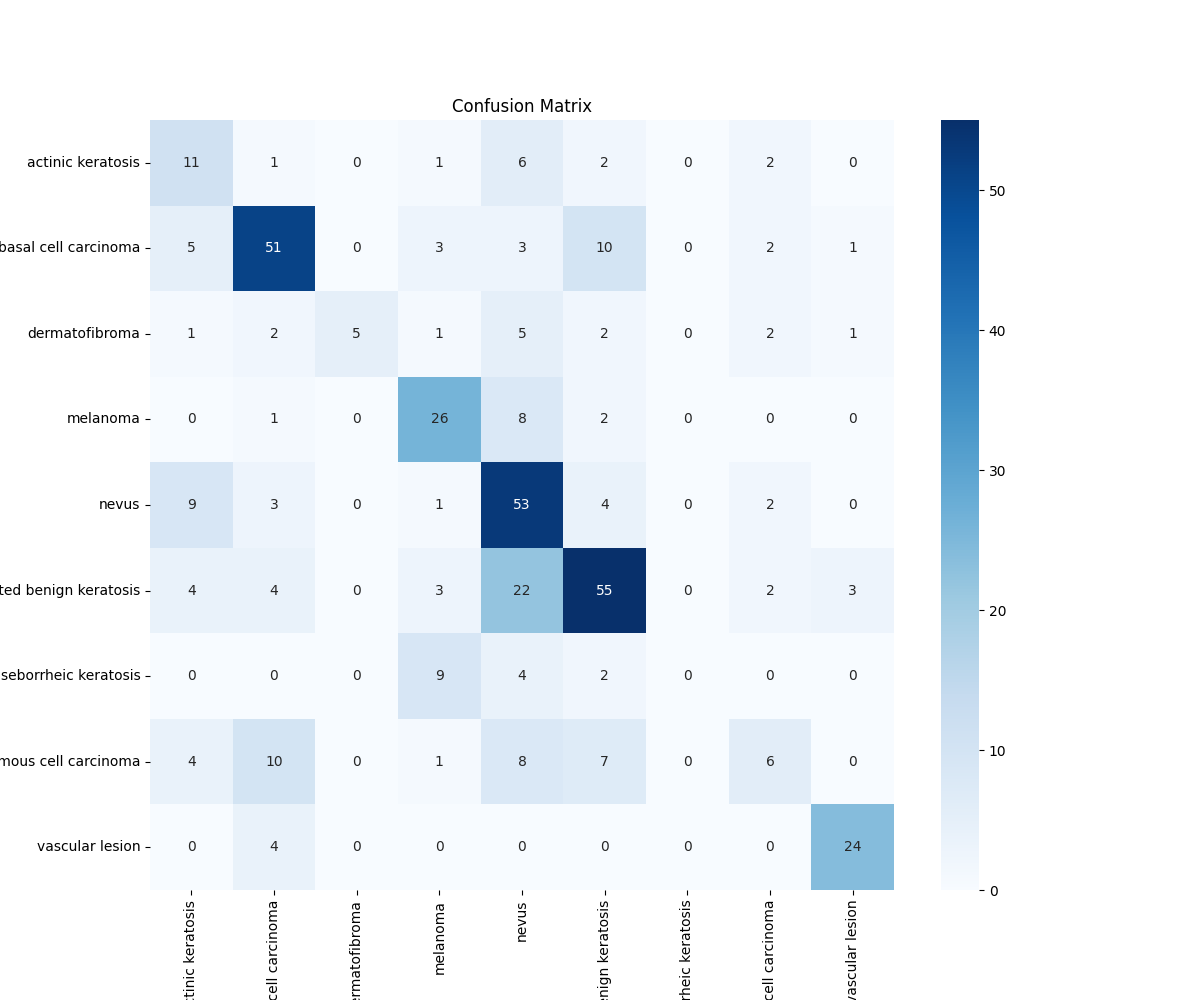 Confusion Matrix
actinic keratosis 11 1 0 1 6 2 0 2 0
basal cell carcinoma 5 51 0 3 3 10 0 2 1
dermatofibroma 1 2 5 1 5 2 0 2 1
melanoma 0 1 0 26 8 2 0 0 0
nevus 9 3 0 1 53 4 0 2 0
ted benign keratosis 4 4 0 3 22 55 0 2 3
seborrheic keratosis 0 0 0 9 4 2 0 0 0
mous cell carcinoma 4 10 0 1 8 7 0 6 0
vascular lesion 0 4 0 0 0 0 0 0 24
tinic keratosis
cell carcinoma
ermatofibroma
melanoma
nevus
enign keratosis
rheic keratosis
cell carcinoma
vascular lesion
50
40
30
20
10
0